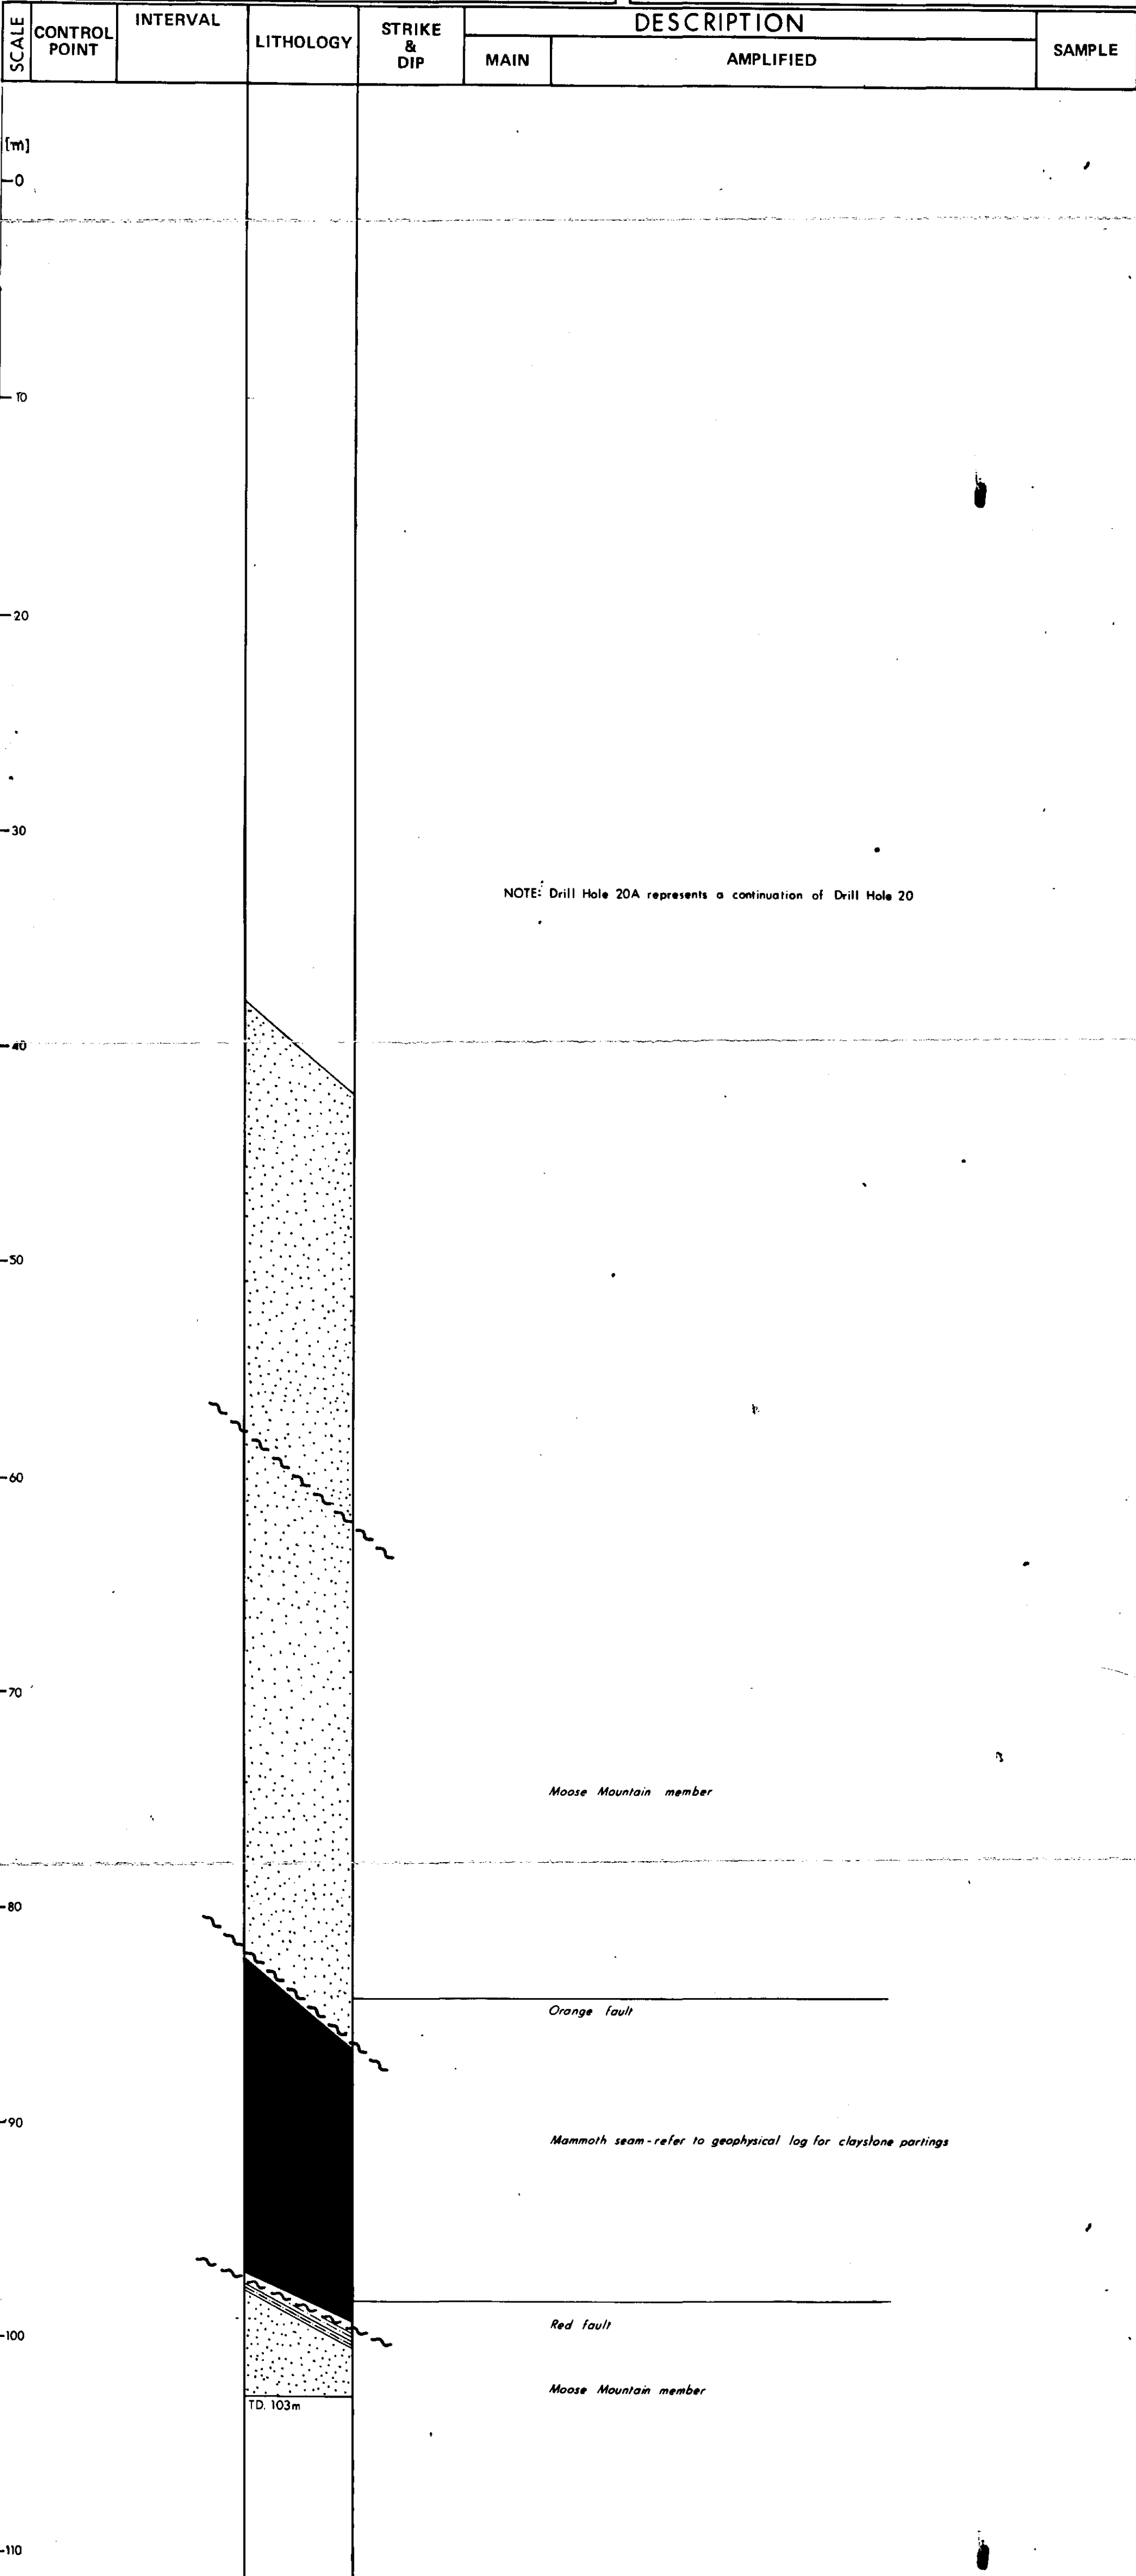 SCALE
CONTROL POINT
INTERVAL
LITHOLOGY
STRIKE & DIP
DESCRIPTION
MAIN
AMPLIFIED
SAMPLE
[m]
0
10
20
30
NOTE: Drill Hole 20A represents a continuation of Drill Hole 20
40
50
60
70
Moose Mountain member
80
Orange fault
90
Mammoth seam - refer to geophysical log for claystone partings
Red fault
100
Moose Mountain member
TD. 103m
110